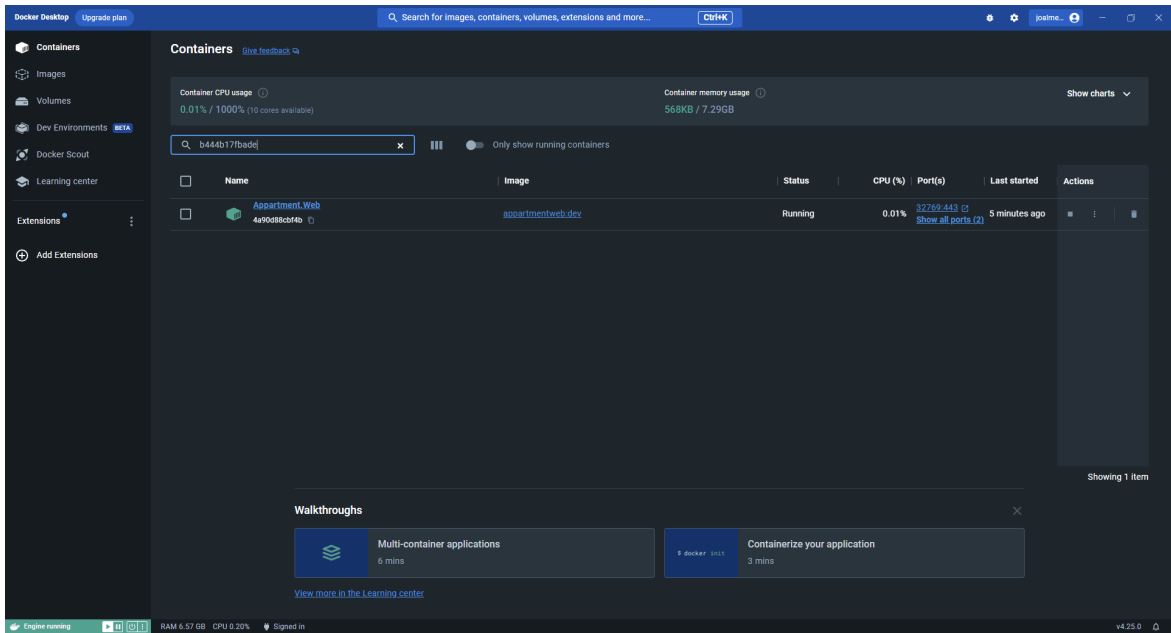 Docker Desktop Upgrade plan Search for images, containers, volumes, extensions and more... Ctrl+K joalme...
Containers
Images
Volumes
Dev Environments BETA
Docker Scout
Learning center
Extensions
Add Extensions
Containers Give feedback
Container CPU usage
0.01% / 1000% (10 cores available)
Container memory usage
568KB / 7.29GB
Show charts
b444b17fbade
Only show running containers
Name Image Status CPU (%) Port(s) Last started Actions
Appartment.Web
4a90d88cbf4b
appartmentweb:dev
Running
0.01%
32769:443
Show all ports (2)
5 minutes ago
Showing 1 item
Walkthroughs
Multi-container applications
6 mins
$ docker init
Containerize your application
3 mins
View more in the Learning center
Engine running RAM 6.57 GB CPU 0.20% Signed in v4.25.0